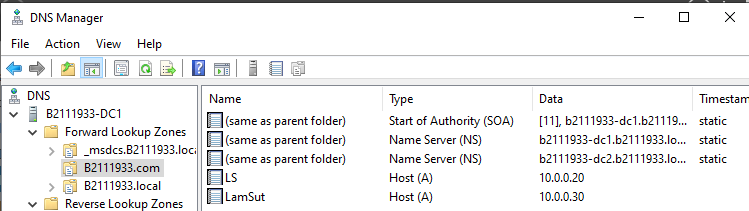 DNS Manager
File Action View Help
DNS
B2111933-DC1
Forward Lookup Zones
_msdcs.B2111933.loca
B2111933.com
B2111933.local
Reverse Lookup Zones
Name Type Data Timestam
(same as parent folder) Start of Authority (SOA) [11], b2111933-dc1.b2119... static
(same as parent folder) Name Server (NS) b2111933-dc1.b2111933.lo... static
(same as parent folder) Name Server (NS) b2111933-dc2.b2111933.lo... static
LS Host (A) 10.0.0.20
LamSut Host (A) 10.0.0.30